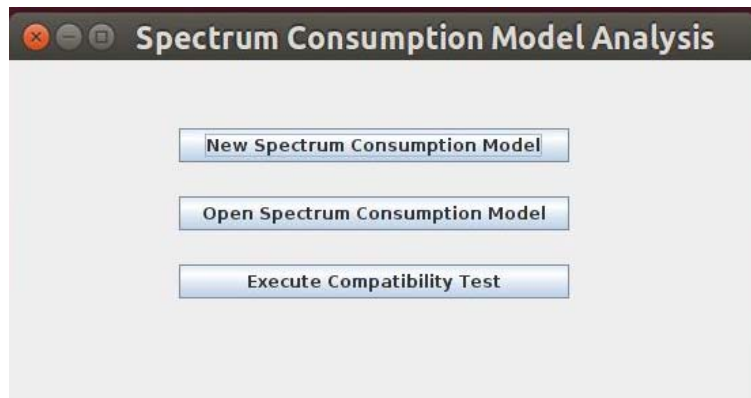 Spectrum Consumption Model Analysis
New Spectrum Consumption Model
Open Spectrum Consumption Model
Execute Compatibility Test